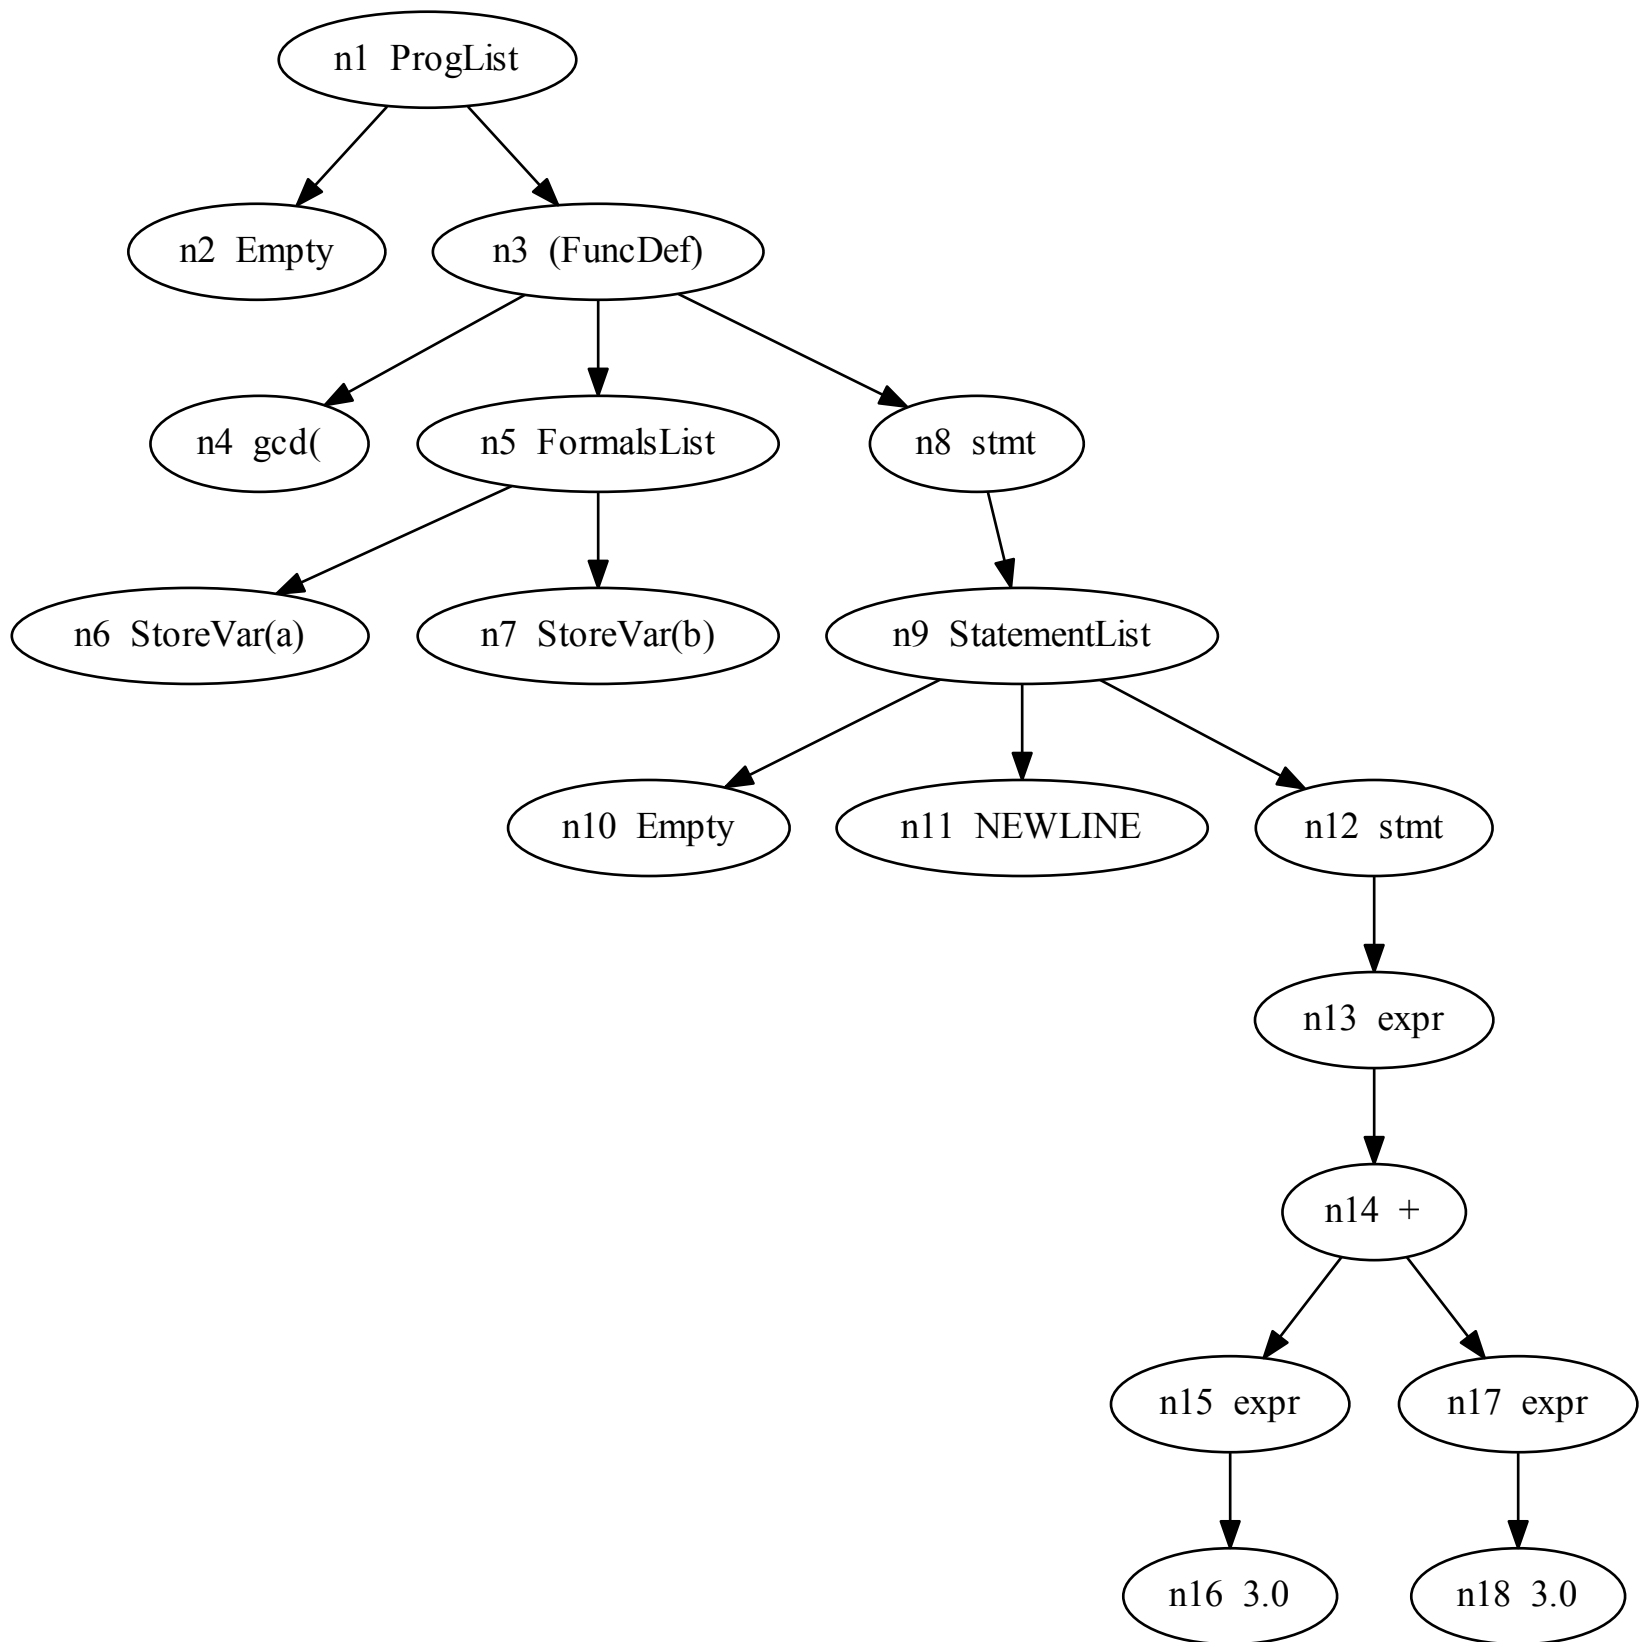 n1 ProgList
n2 Empty
n3 (FuncDef)
n4 gcd(
n5 FormalsList
n8 stmt
n6 StoreVar(a)
n7 StoreVar(b)
n9 StatementList
n10 Empty
n11 NEWLINE
n12 stmt
n13 expr
n14 +
n15 expr
n17 expr
n16 3.0
n18 3.0